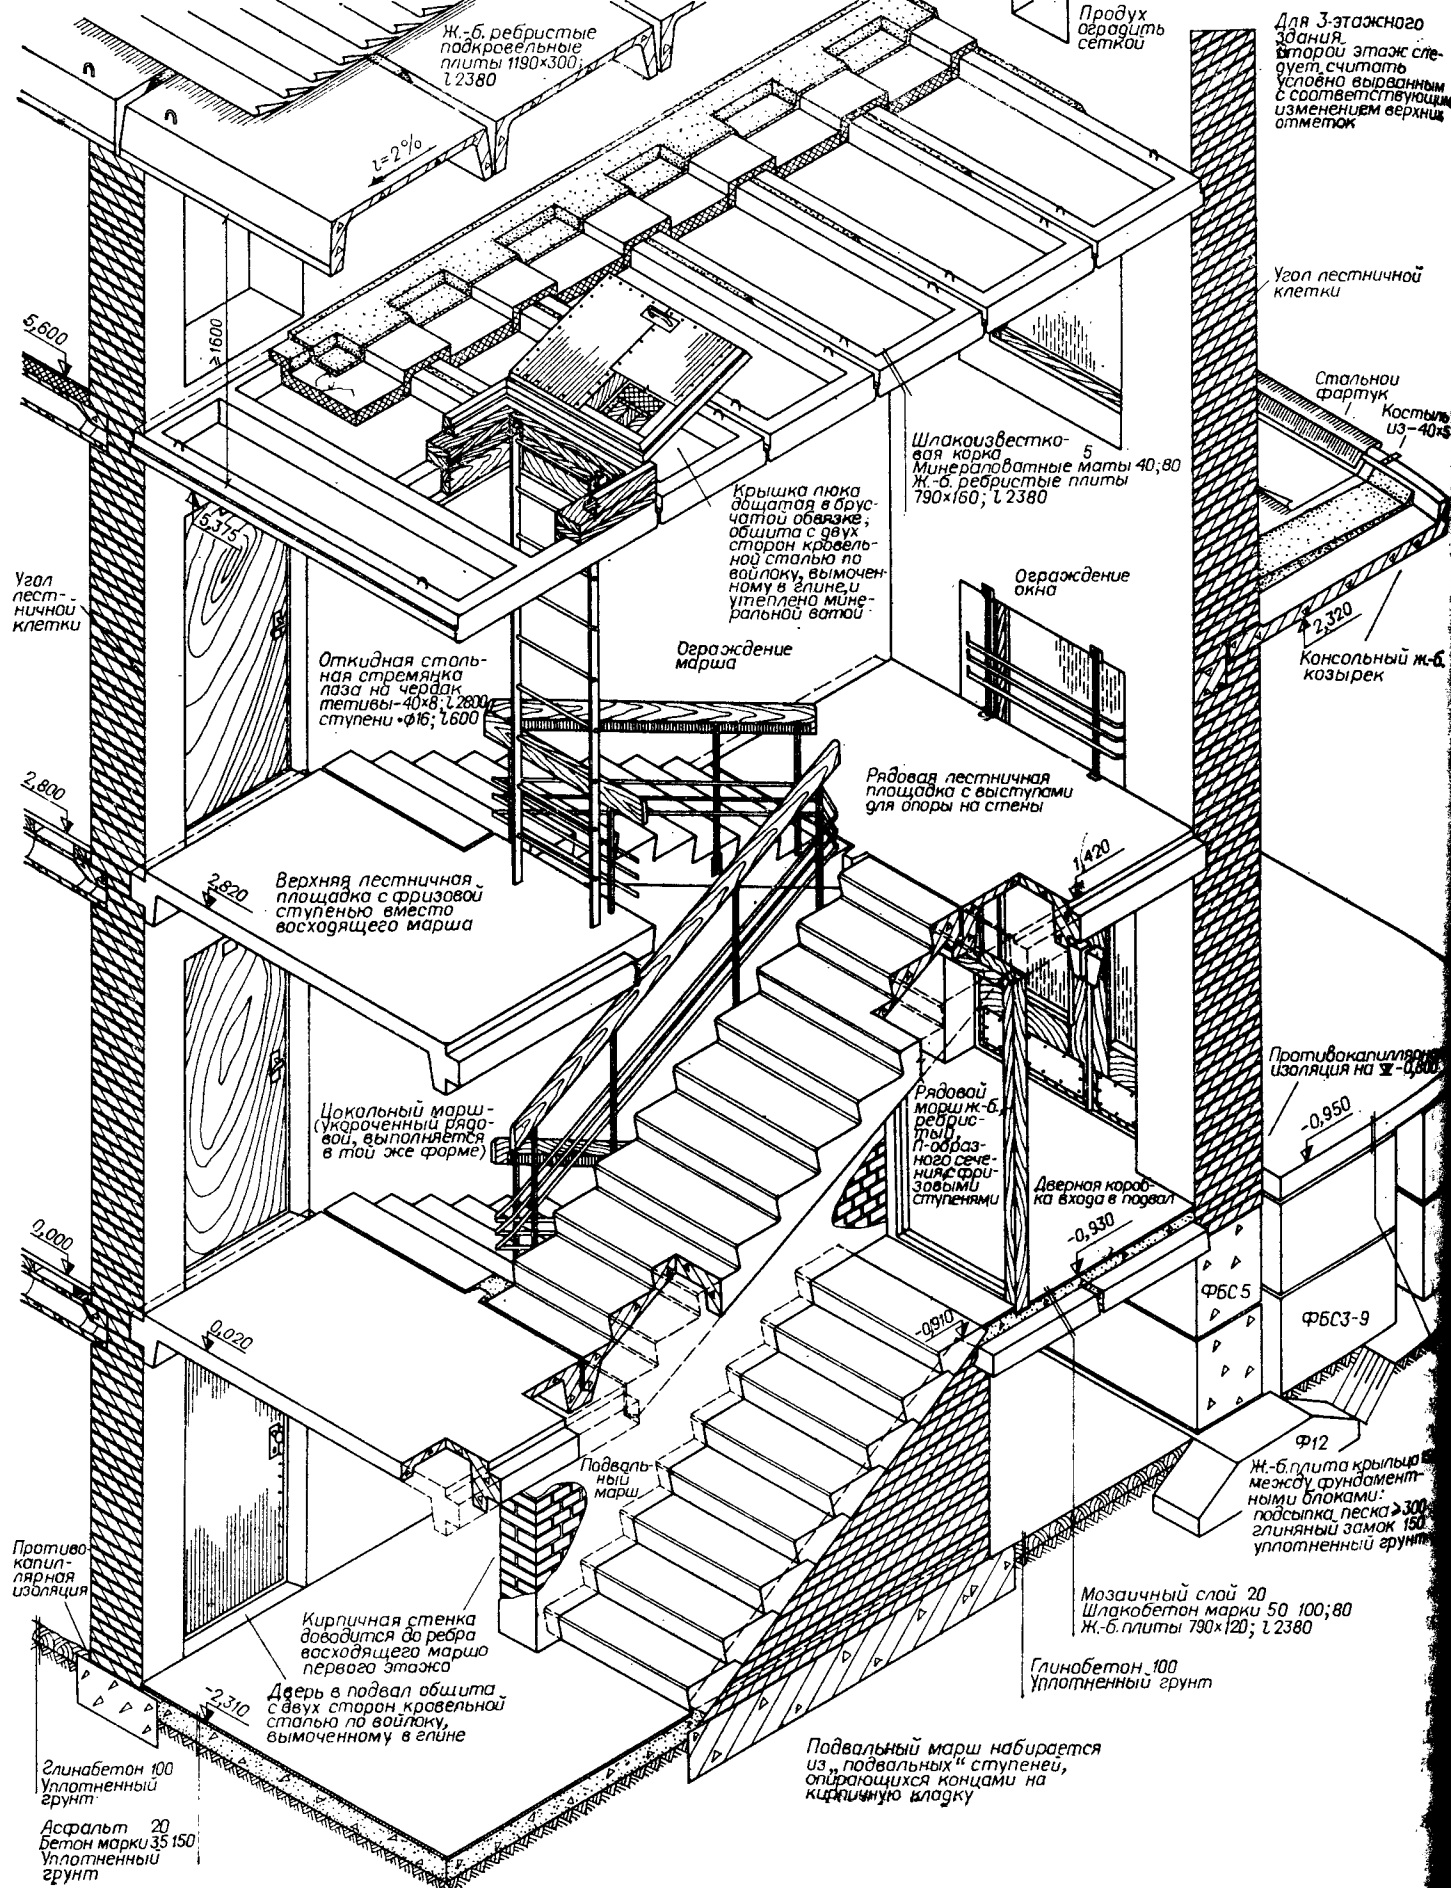 Продух
оградить
сеткой
Для 3-этажного
здания
второй этаж сле-
дует считать
условно вырванным
с соответствующим
изменением верхних
отметок
Ж.-б. ребристые
подкровельные
плиты 1190×300;
ℓ 2380
i=2%
≥1600
Угол лестничной
клетки
5,600
Стальной
фартук
Костыль
из -40×5
Шлакоизвестко-
вая корка 5
Минераловатные маты 40;80
Ж.-б. ребристые плиты
790×160; ℓ 2380
Крышка люка
дощатая в брус-
чатой обвязке,
обшита с двух
сторон кровель-
ной сталью по
войлоку, вымочен-
ному в глине, и
утеплено мине-
ральной ватой
5,375
Угол
лест-
ничной
клетки
Ограждение
окна
2,320
Консольный ж-б.
козырек
Ограждение
марша
Откидная сталь-
ная стремянка
лаза на чердак
тетивы-40×8; ℓ 2800
ступени •ф16; ℓ 600
Рядовая лестничная
площадка с выступами
для опоры на стены
2,800
1,420
2,820
Верхняя лестничная
площадка с фризовой
ступенью вместо
восходящего марша
Противокапиллярная
изоляция на -0,800
-0,950
Цокольный марш-
(укороченный рядо-
вой, выполняется
в той же форме)
Рядовой
марш ж-б.
ребрис-
тый,
П-образ-
ного сече-
ния, с фри-
зовыми
ступенями
Дверная короб-
ка входа в подвал
-0,930
0,000
0,020
-0,910
ФБС 5
ФБС3-9
Ф12
Ж.-б. плита крыльца
между фундамент-
ными блоками:
подсыпка песка ≥300
глиняный замок 150
уплотненный грунт
Подваль-
ный
марш
Противо-
капил-
лярная
изоляция
Мозаичный слой 20
Шлакобетон марки 50 100;80
Ж.-б. плиты 790×120; ℓ 2380
Кирпичная стенка
доводится до ребра
восходящего марша
первого этажа
Глинобетон 100
Уплотненный грунт
Дверь в подвал обшита
с двух сторон кровельной
сталью по войлоку,
вымоченному в глине
-2,310
Подвальный марш набирается
из „подвальных“ ступеней,
опирающихся концами на
кирпичную кладку
Глинабетон 100
Уплотненный
грунт
Асфальт 20
Бетон марки 35 150
Уплотненный
грунт